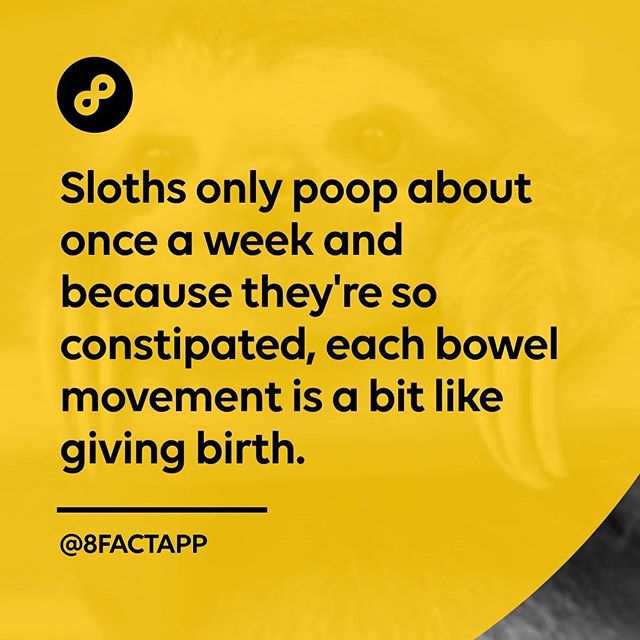 Sloths only poop about
once a week and
because they're so
constipated, each bowel
movement is a bit like
giving birth.
@8FACTAPP